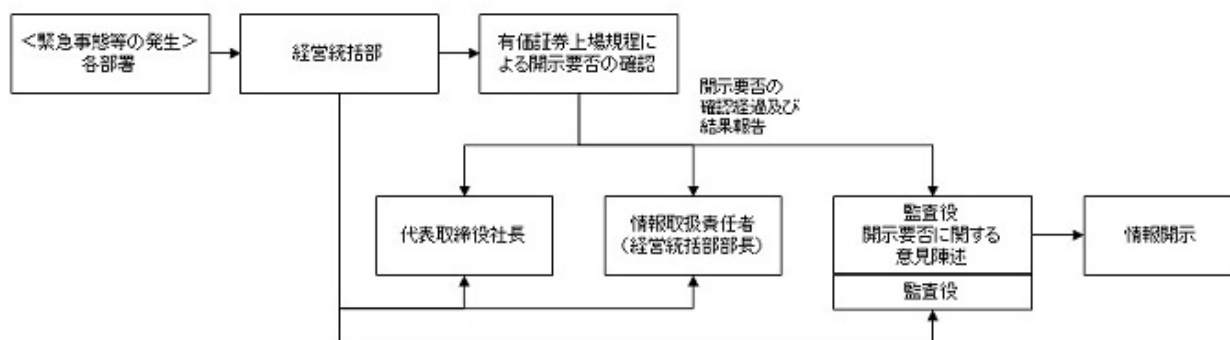 <緊急事態等の発生>
各部署
経営統括部
有価証券上場規程に
よる開示要否の確認
開示要否の
確認経過及び
結果報告
代表取締役社長
情報取扱責任者
(経営統括部部長)
監査役
開示要否に関する
意見陳述
監査役
情報開示